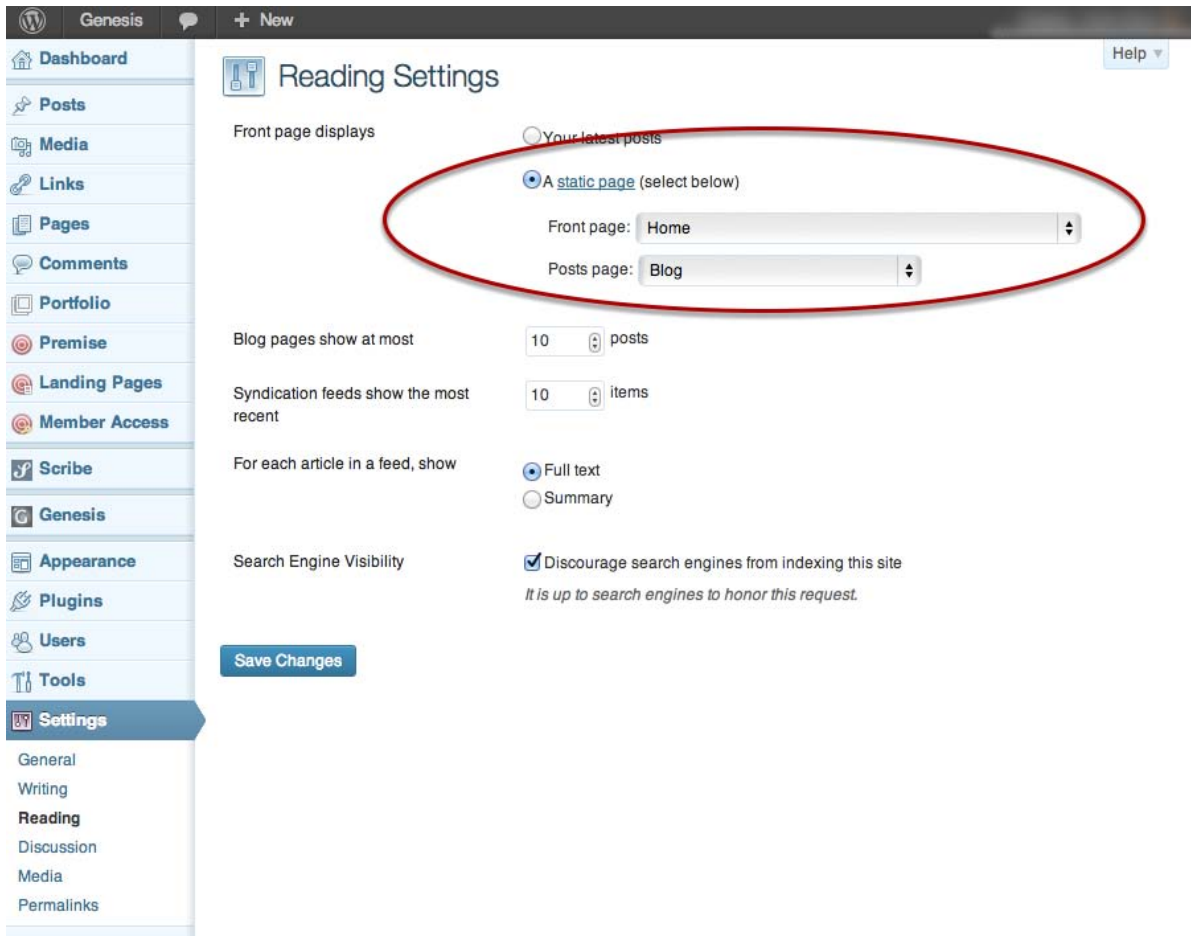 Genesis
+ New
Help
Dashboard
Posts
Media
Links
Pages
Comments
Portfolio
Premise
Landing Pages
Member Access
Scribe
Genesis
Appearance
Plugins
Users
Tools
Settings
General
Writing
Reading
Discussion
Media
Permalinks
Reading Settings
Front page displays
Your latest posts
A static page (select below)
Front page: Home
Posts page: Blog
Blog pages show at most 10 posts
Syndication feeds show the most
recent
10 items
For each article in a feed, show
Full text
Summary
Search Engine Visibility
Discourage search engines from indexing this site
It is up to search engines to honor this request.
Save Changes